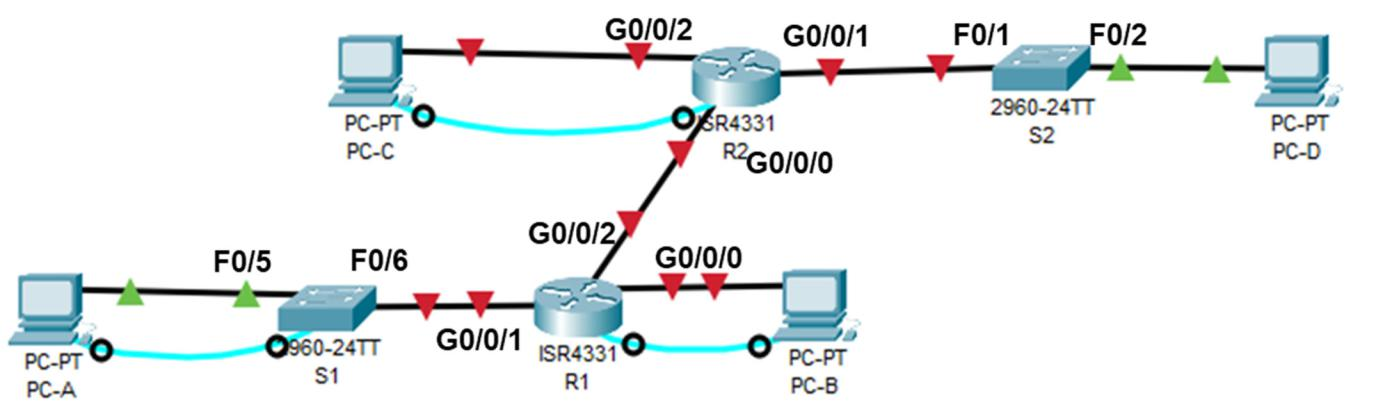 G0/0/2
G0/0/1
F0/1
F0/2
PC-PT
PC-C
ISR4331
R2
G0/0/0
2960-24TT
S2
PC-PT
PC-D
G0/0/2
F0/5
F0/6
G0/0/0
PC-PT
PC-A
2960-24TT
S1
G0/0/1
ISR4331
R1
PC-PT
PC-B